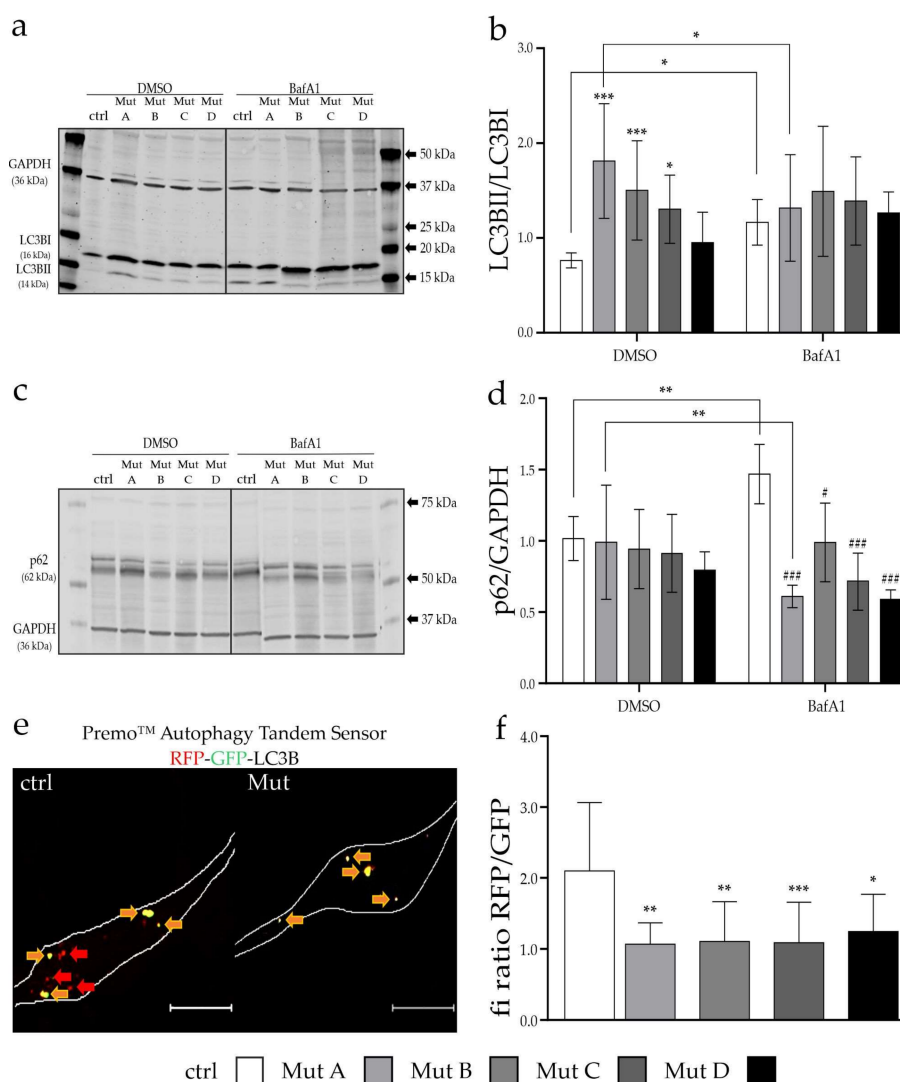 a
DMSO
BafA1
ctrl Mut A Mut B Mut C Mut D ctrl Mut A Mut B Mut C Mut D
GAPDH
(36 kDa)
LC3BI
(16 kDa)
LC3BII
(14 kDa)
50 kDa
37 kDa
25 kDa
20 kDa
15 kDa
b
LC3BII/LC3BI
3.0
2.0
1.0
0.0
*
*
*** *** *
DMSO BafA1
c
DMSO
BafA1
ctrl Mut A Mut B Mut C Mut D ctrl Mut A Mut B Mut C Mut D
p62
(62 kDa)
GAPDH
(36 kDa)
75 kDa
50 kDa
37 kDa
d
p62/GAPDH
2.0
1.5
1.0
0.5
0.0
**
**
### # ### ###
DMSO BafA1
e
Premo™ Autophagy Tandem Sensor
RFP-GFP-LC3B
ctrl Mut
f
fi ratio RFP/GFP
4.0
3.0
2.0
1.0
0.0
** ** *** *
ctrl Mut A Mut B Mut C Mut D